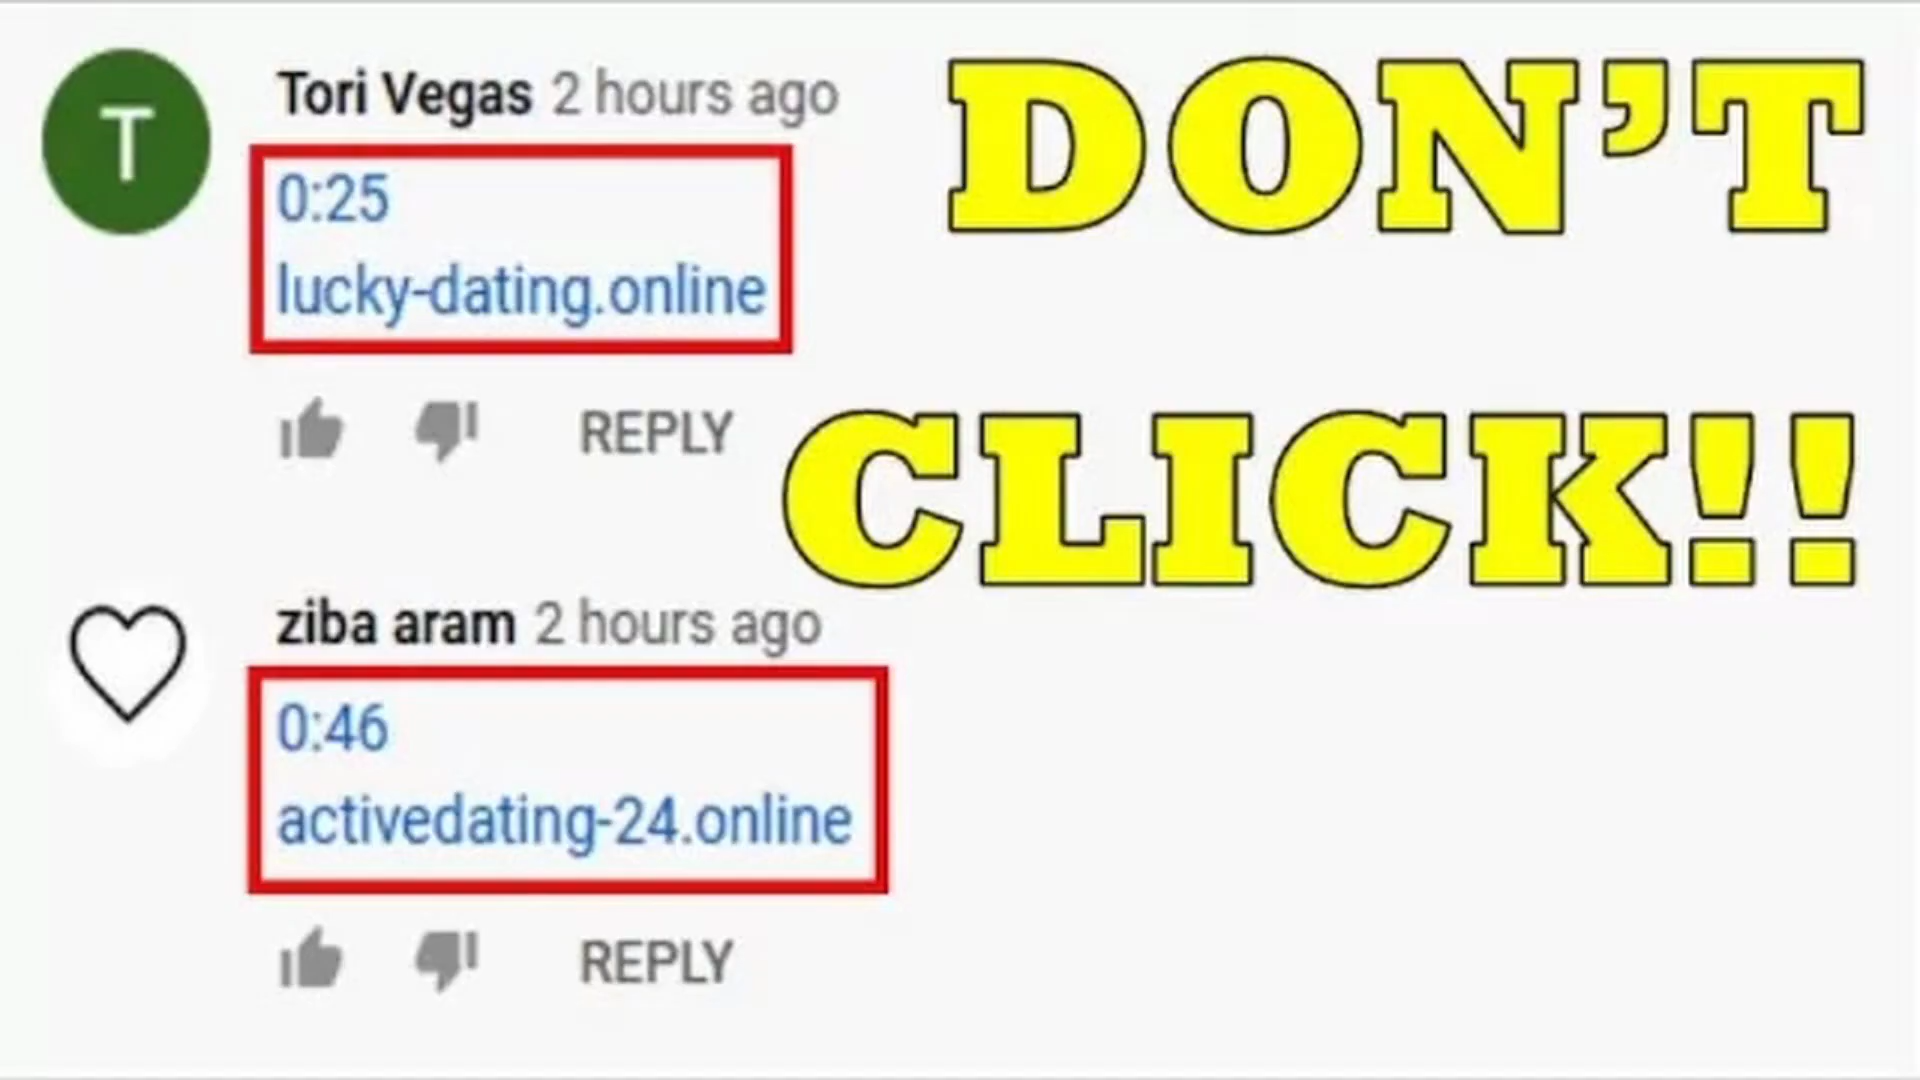 T
Tori Vegas 2 hours ago
DON'T
0:25
lucky-dating.online
REPLY
CLICK!!
ziba aram 2 hours ago
0:46
activedating-24.online
REPLY